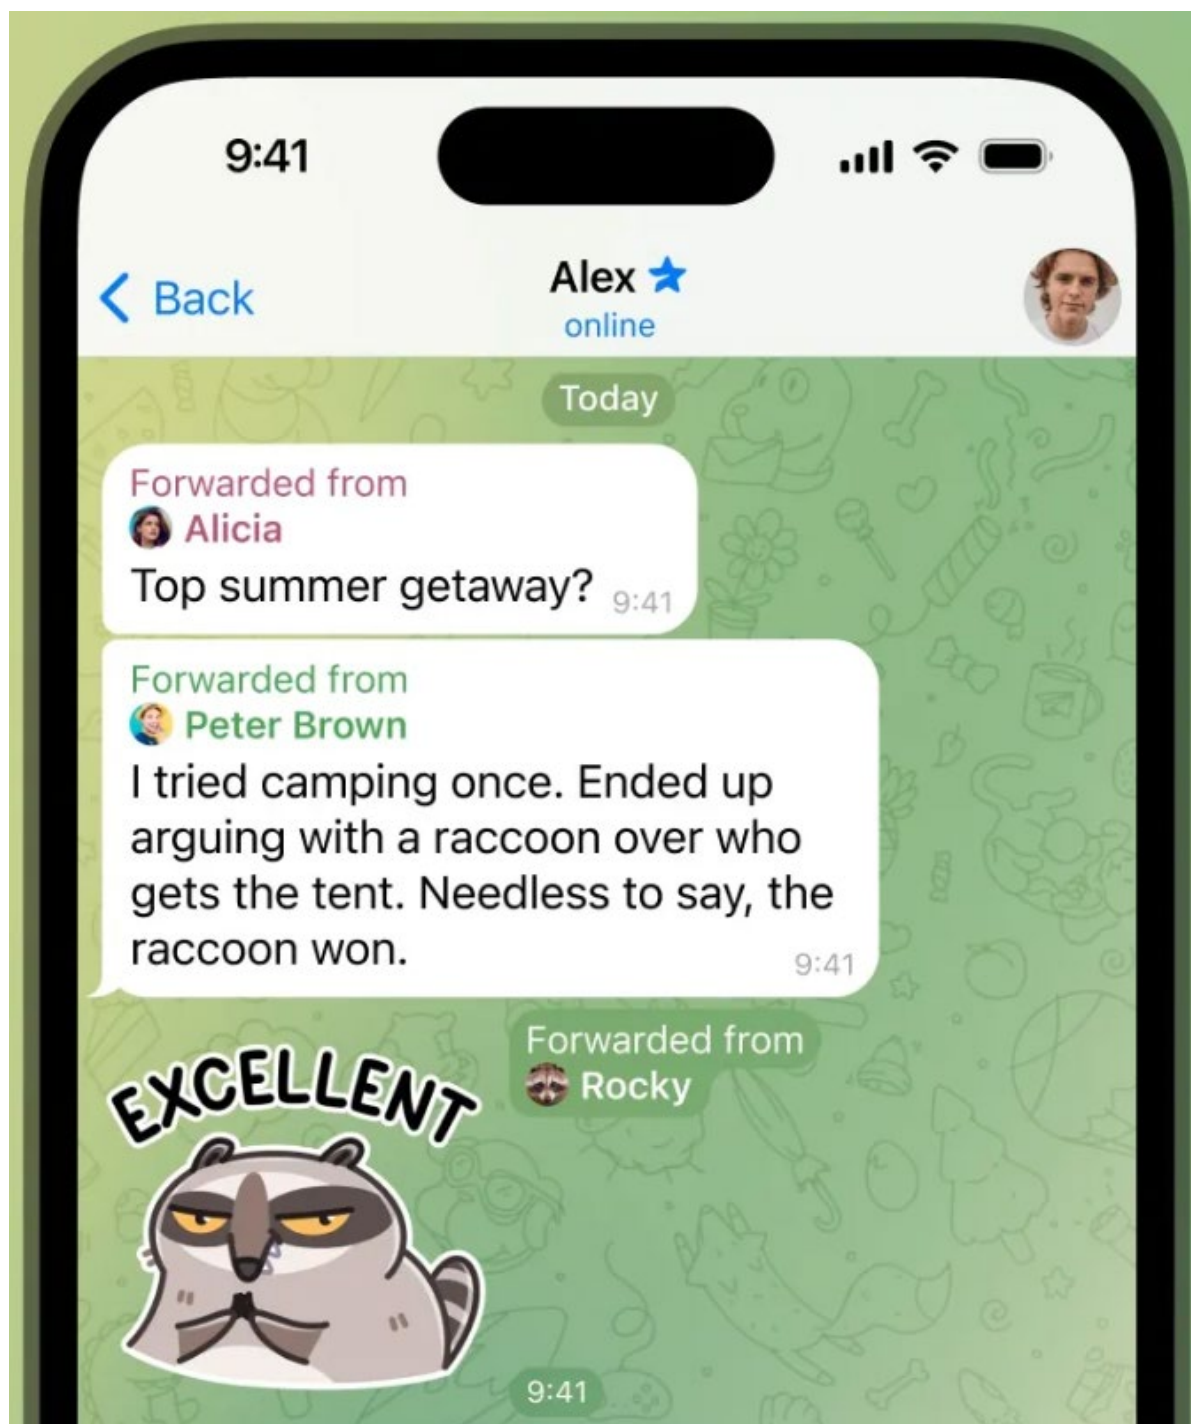 9:41
Back
Alex
online
Today
Forwarded from
Alicia
Top summer getaway?
9:41
Forwarded from
Peter Brown
I tried camping once. Ended up
arguing with a raccoon over who
gets the tent. Needless to say, the
raccoon won.
9:41
Forwarded from
Rocky
EXCELLENT
9:41